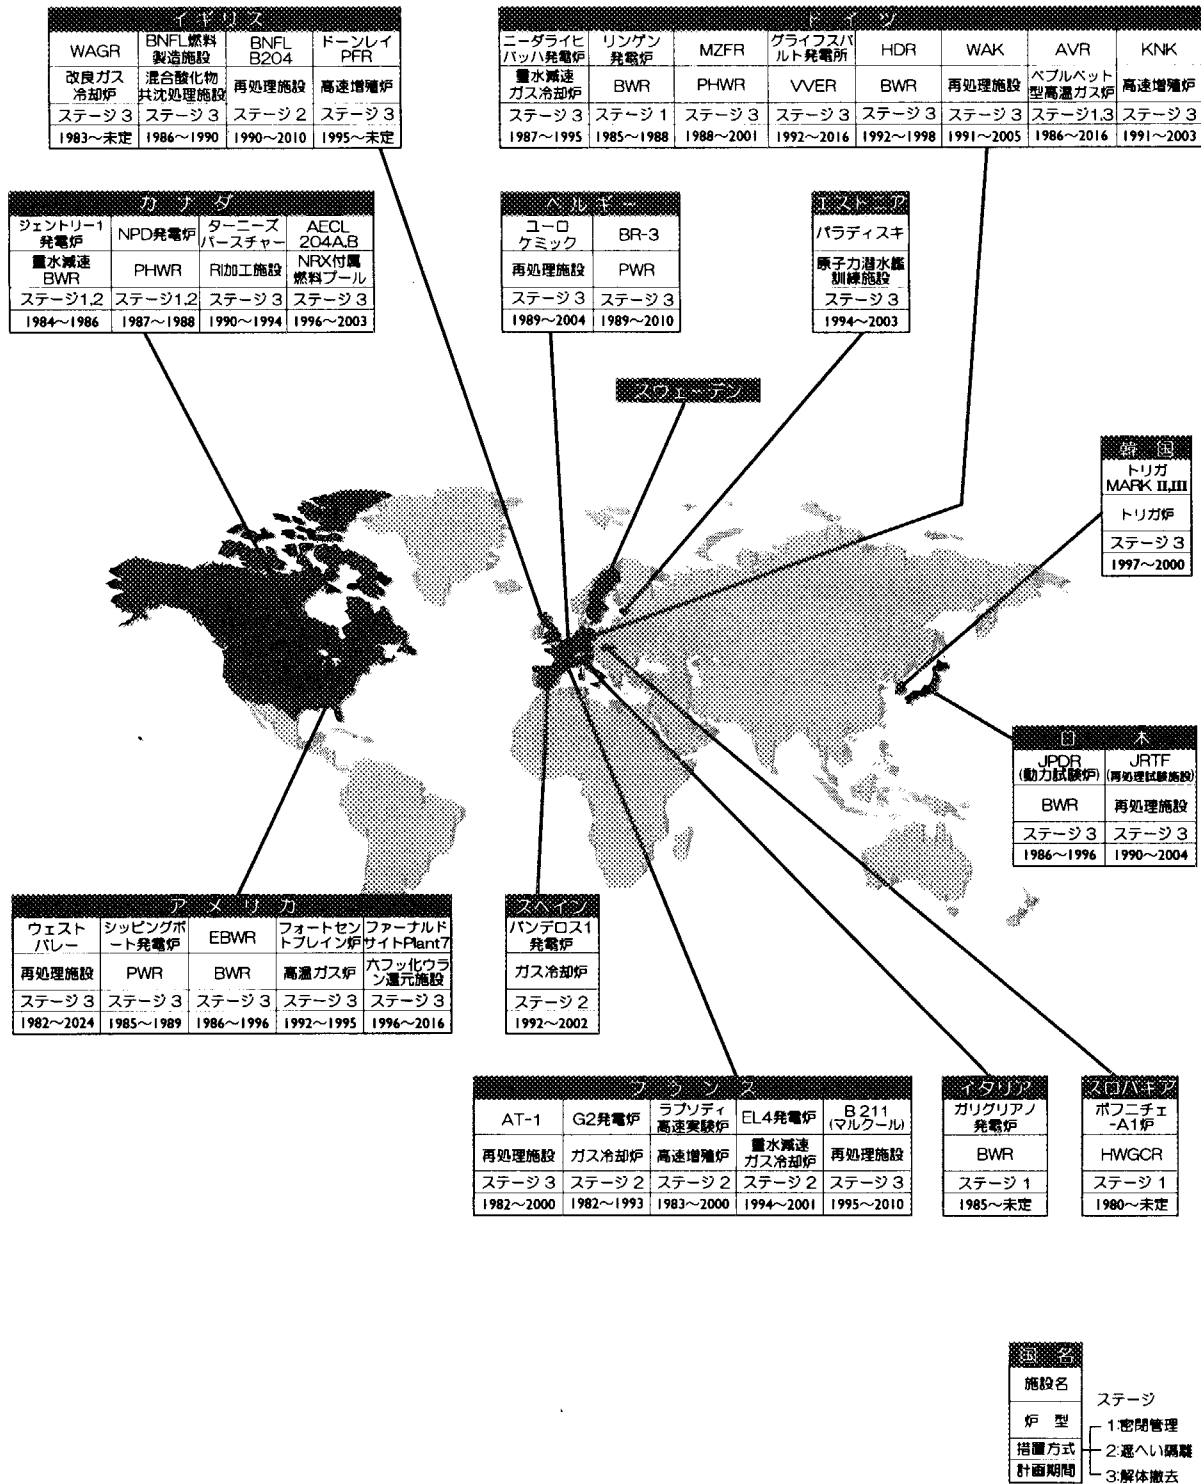 イギリス
WAGR
BNFL燃料
製造施設
BNFL
B204
ドーンレイ
PFR
改良ガス
冷却炉
混合酸化物
共沈処理施設
再処理施設
高速増殖炉
ステージ3
ステージ3
ステージ2
ステージ3
1983〜未定
1986〜1990
1990〜2010
1995〜未定
ドイツ
ニーダライヒ
バッハ発電炉
リンゲン
発電炉
MZFR
グライフスバ
ルト発電所
HDR
WAK
AVR
KNK
重水減速
ガス冷却炉
BWR
PHWR
VVER
BWR
再処理施設
ペブルベット
型高温ガス炉
高速増殖炉
ステージ3
ステージ1
ステージ3
ステージ3
ステージ3
ステージ3
ステージ1,3
ステージ3
1987〜1995
1985〜1988
1988〜2001
1992〜2016
1992〜1998
1991〜2005
1986〜2016
1991〜2003
カナダ
ジェントリー1
発電炉
NPD発電炉
ターニーズ
パースチャー
AECL
204A,B
重水減速
BWR
PHWR
RI加工施設
NRX付属
燃料プール
ステージ1,2
ステージ1,2
ステージ3
ステージ3
1984〜1986
1987〜1988
1990〜1994
1996〜2003
ベルギー
ユーロ
ケミック
BR-3
再処理施設
PWR
ステージ3
ステージ3
1989〜2004
1989〜2010
エストニア
パラディスキ
原子力潜水艦
訓練施設
ステージ3
1994〜2003
スウェーデン
韓国
トリガ
MARK II,III
トリガ炉
ステージ3
1997〜2000
日本
JPDR
(動力試験炉)
JRTF
(再処理試験施設)
BWR
再処理施設
ステージ3
ステージ3
1986〜1996
1990〜2004
アメリカ
ウェスト
バレー
シッピングポ
ート発電炉
EBWR
フォートセン
トブレイン炉
ファーナルド
サイトPlant7
再処理施設
PWR
BWR
高温ガス炉
六フッ化ウラ
ン還元施設
ステージ3
ステージ3
ステージ3
ステージ3
ステージ3
1982〜2024
1985〜1989
1986〜1996
1992〜1995
1996〜2016
スペイン
バンデロス1
発電炉
ガス冷却炉
ステージ2
1992〜2002
フランス
AT-1
G2発電炉
ラプソディ
高速実験炉
EL4発電炉
B 211
(マルクール)
再処理施設
ガス冷却炉
高速増殖炉
重水減速
ガス冷却炉
再処理施設
ステージ3
ステージ2
ステージ2
ステージ2
ステージ3
1982〜2000
1982〜1993
1983〜2000
1994〜2001
1995〜2010
イタリア
ガリグリアノ
発電炉
BWR
ステージ1
1985〜未定
スロバキア
ボフニチェ
-A1炉
HWGCR
ステージ1
1980〜未定
国名
施設名
炉型
措置方式
計画期間
ステージ
1:密閉管理
2:遮へい隔離
3:解体撤去